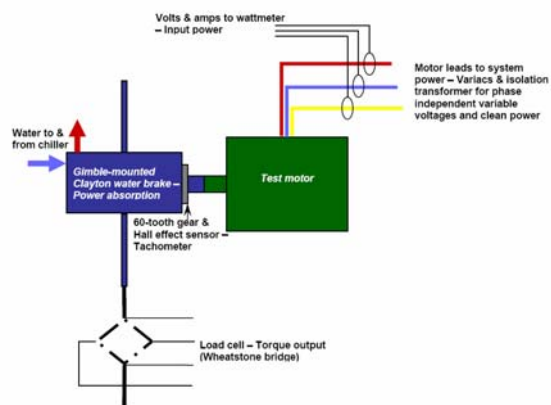 Volts & amps to wattmeter
– Input power
Motor leads to system
power – Variacs & isolation
transformer for phase
independent variable
voltages and clean power
Water to &
from chiller
Gimble-mounted
Clayton water brake –
Power absorption
Test motor
60-tooth gear &
Hall effect sensor –
Tachometer
Load cell – Torque output
(Wheatstone bridge)